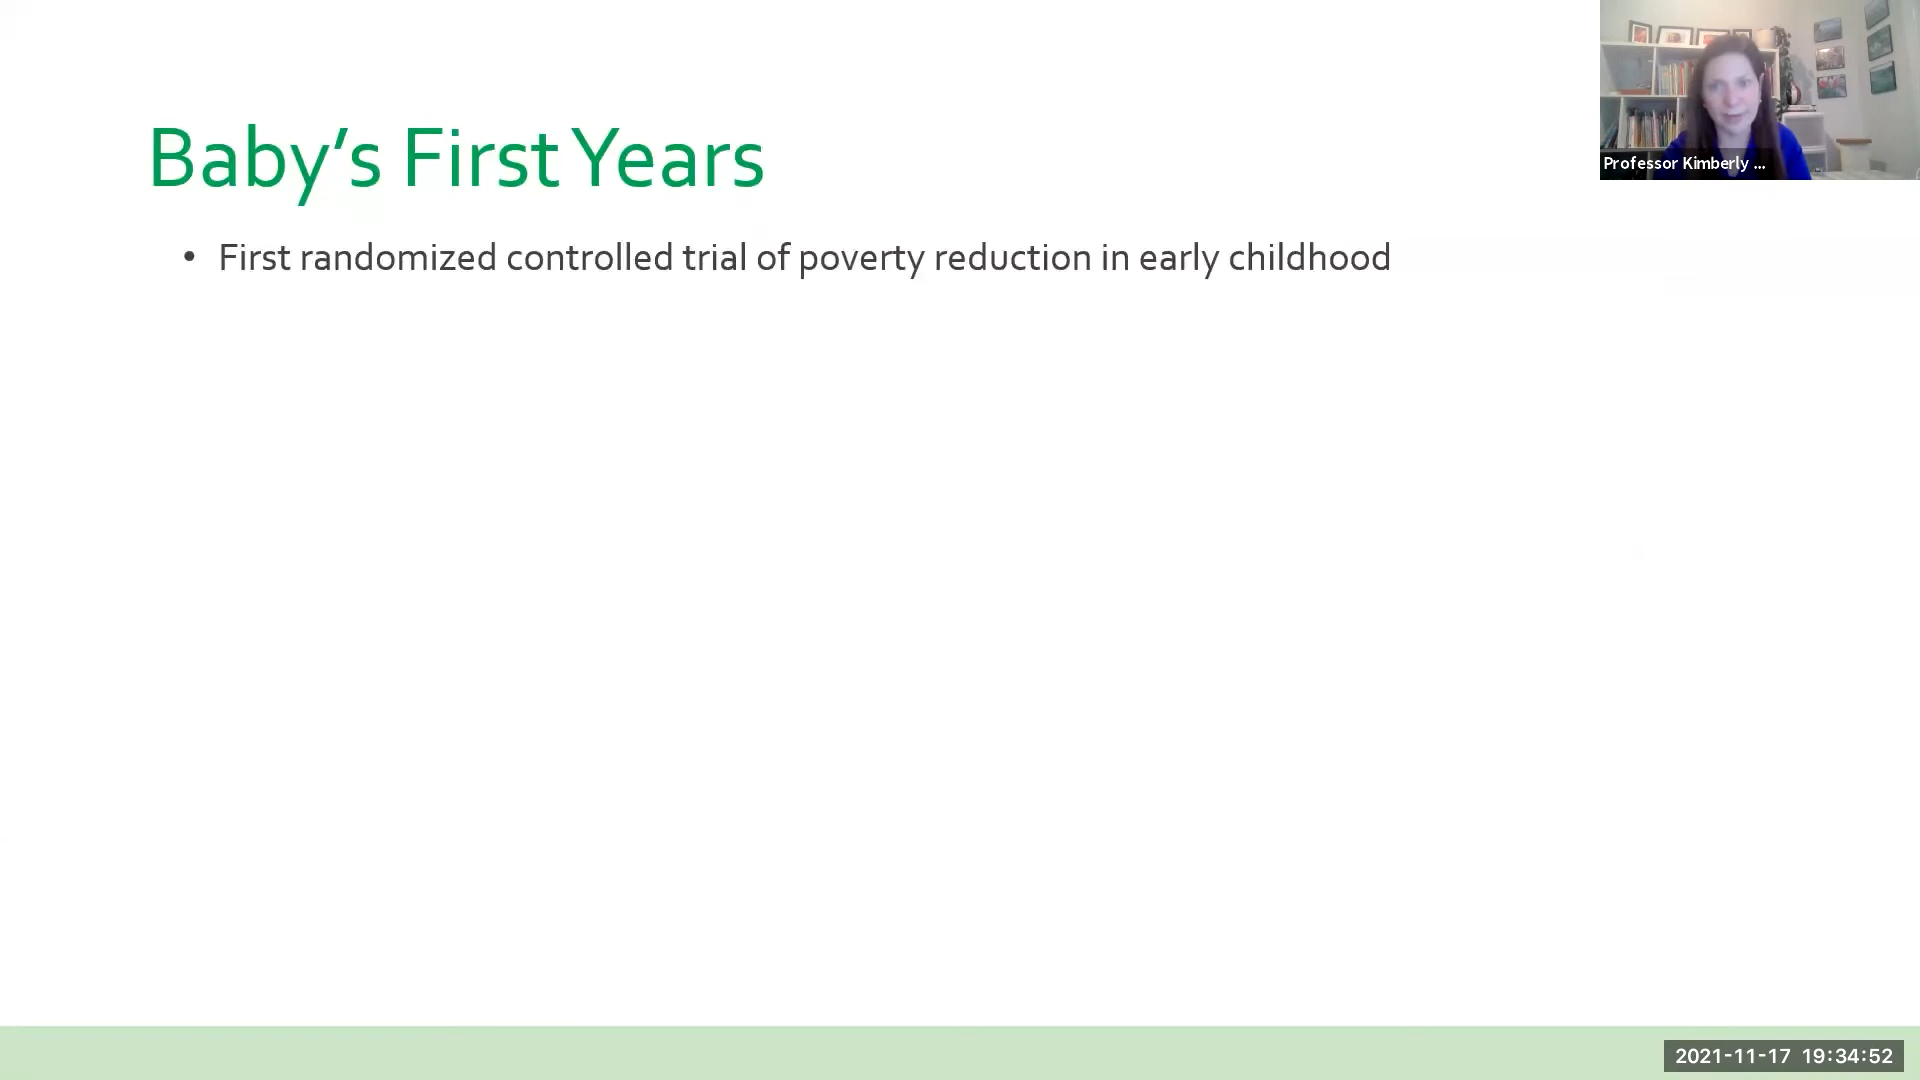 Baby’s First Years
Professor Kimberly ...
• First randomized controlled trial of poverty reduction in early childhood
2021-11-17 19:34:52